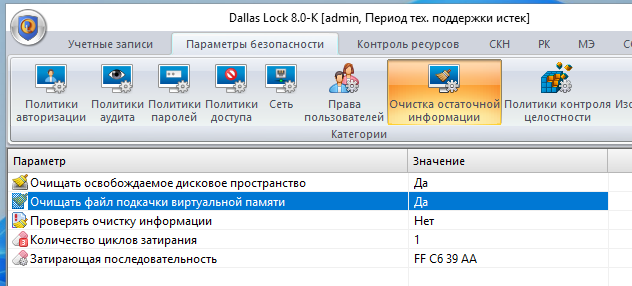 Dallas Lock 8.0-K [admin, Период тех. поддержки истек]
Учетные записи Параметры безопасности Контроль ресурсов СКН РК МЭ
Политики авторизации
Политики аудита
Политики паролей
Политики доступа
Сеть
Права пользователей
Очистка остаточной информации
Политики контроля целостности
Категории
Параметр Значение
Очищать освобождаемое дисковое пространство Да
Очищать файл подкачки виртуальной памяти Да
Проверять очистку информации Нет
Количество циклов затирания 1
Затирающая последовательность FF C6 39 AA